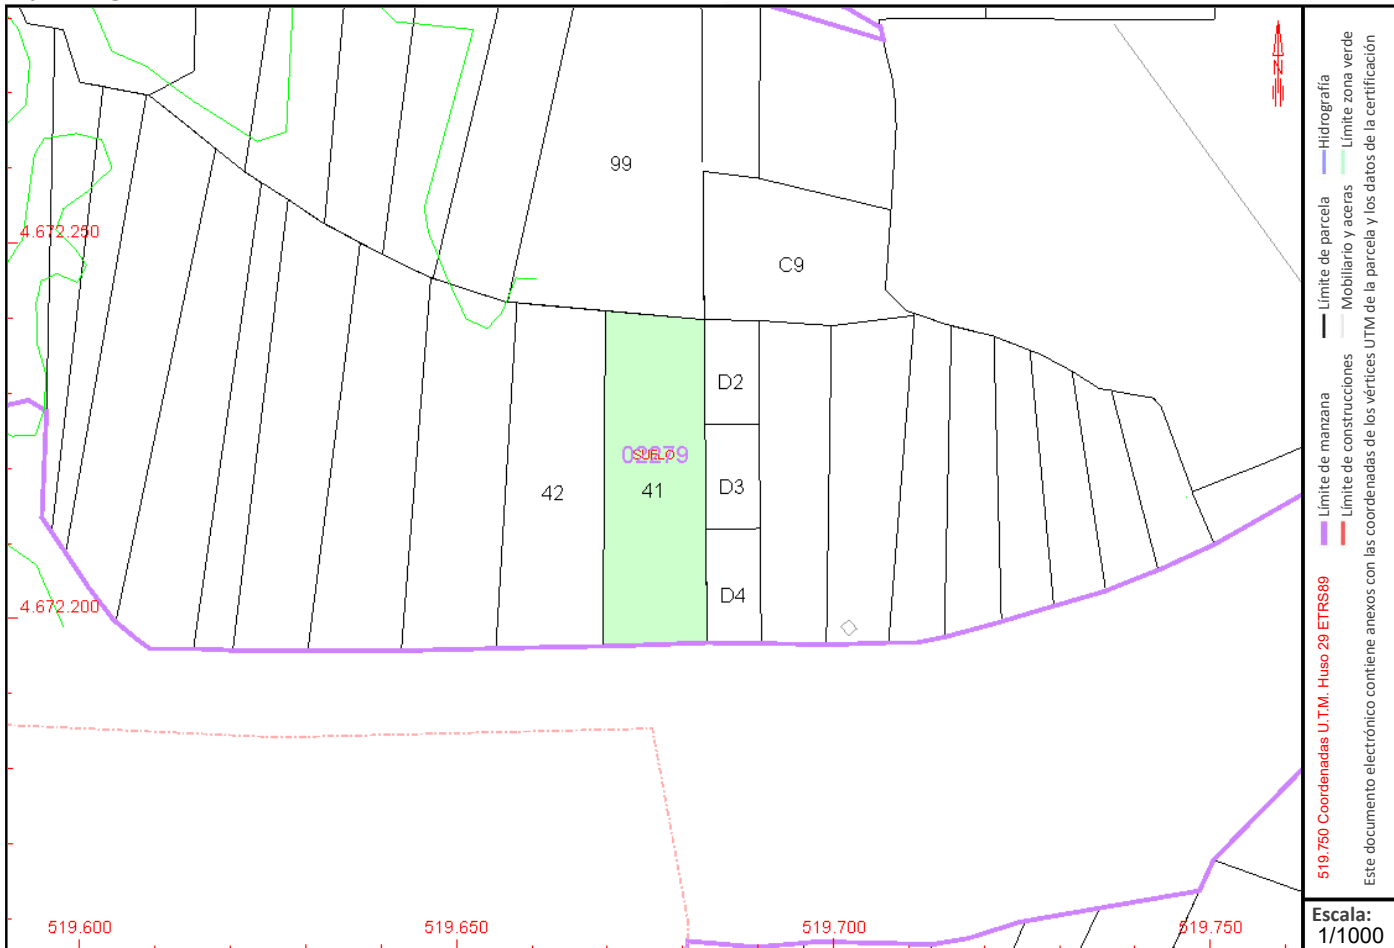 99
4.672.250
C9
D2
02279
SUELO
42
41
D3
D4
4.672.200
519.600
519.650
519.700
519.750
N
519.750 Coordenadas U.T.M. Huso 29 ETRS89
Límite de manzana
Límite de parcela
Hidrografía
Límite de construcciones
Mobiliario y aceras
Límite zona verde
Este documento electrónico contiene anexos con las coordenadas de los vértices UTM de la parcela y los datos de la certificación
Escala:
1/1000